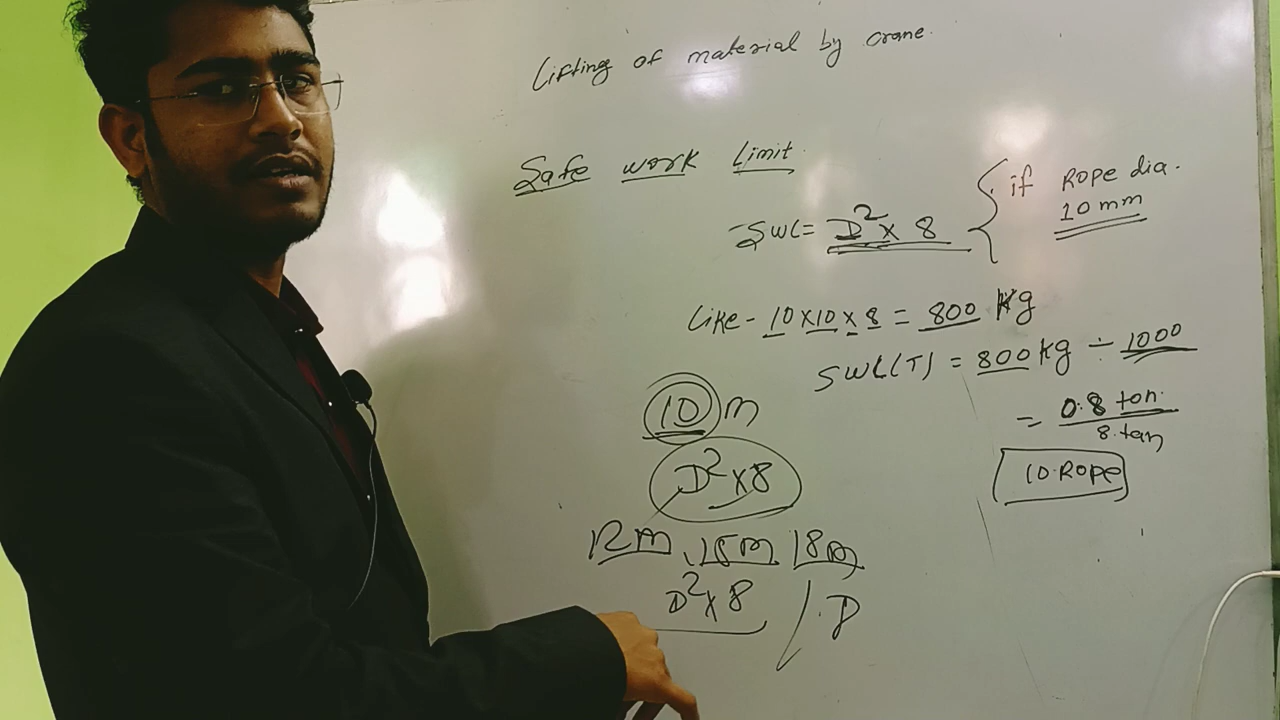 Lifting of material by crane.
Safe work Limit.
SWL = D² × 8 { if Rope dia.
10 mm
Like - 10 × 10 × 8 = 800 Kg
SWL(T) = 800 kg ÷ 1000
= 0.8 ton.
8. tan
10 Rope
10 m
D² × 8
12m, 15m, 18m
D² × 8 / . D